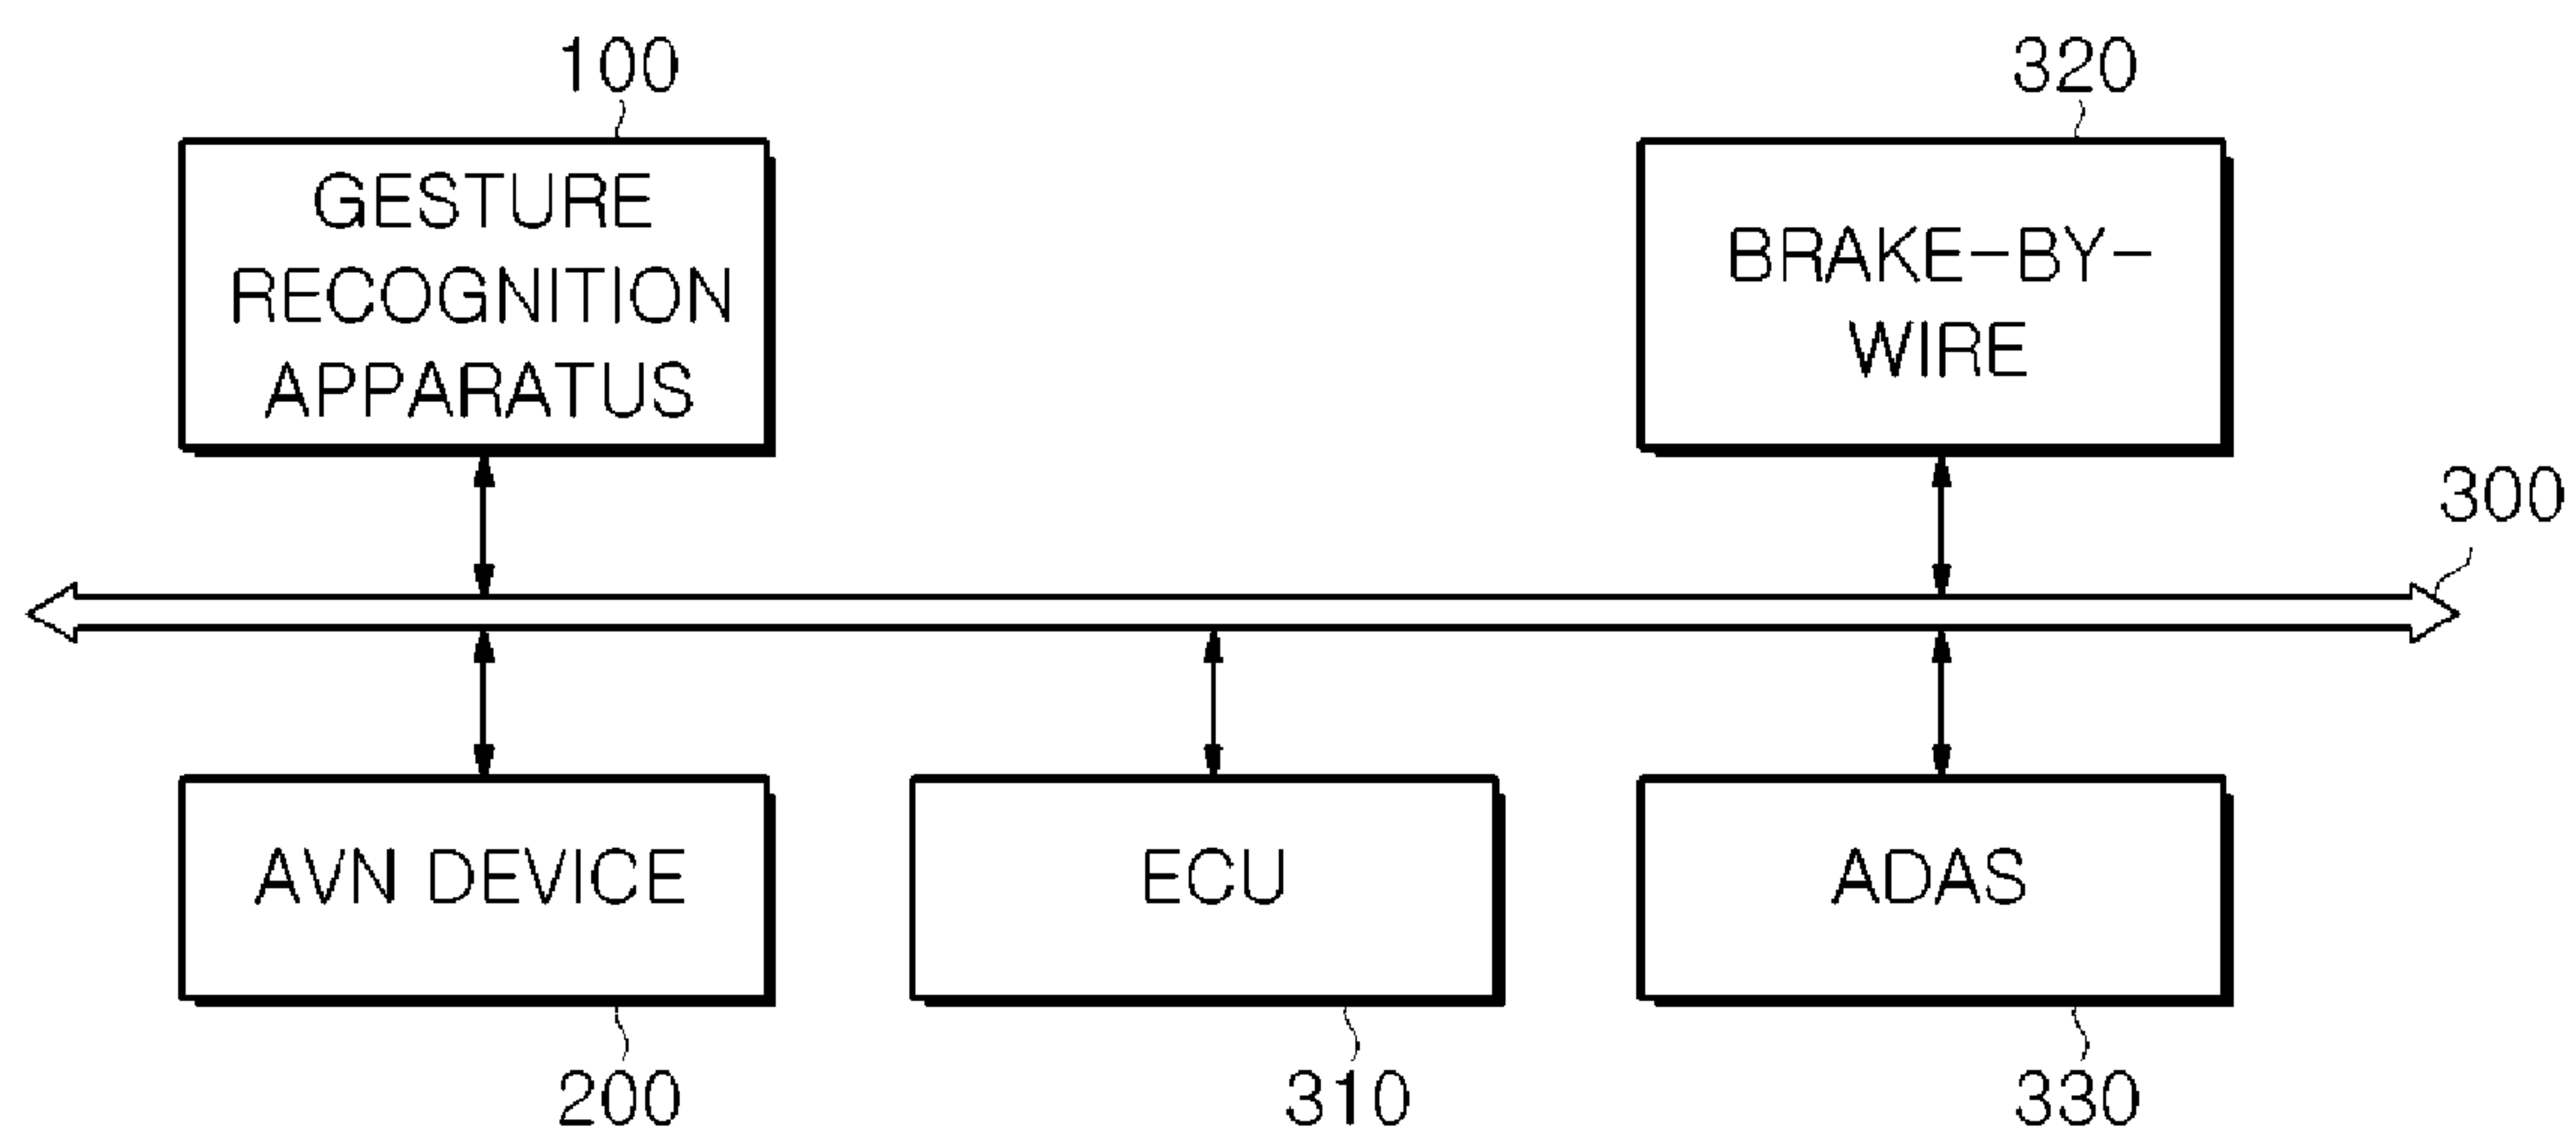 100
320
GESTURE
RECOGNITION
APPARATUS
BRAKE-BY-
WIRE
300
AVN DEVICE
ECU
ADAS
200
310
330